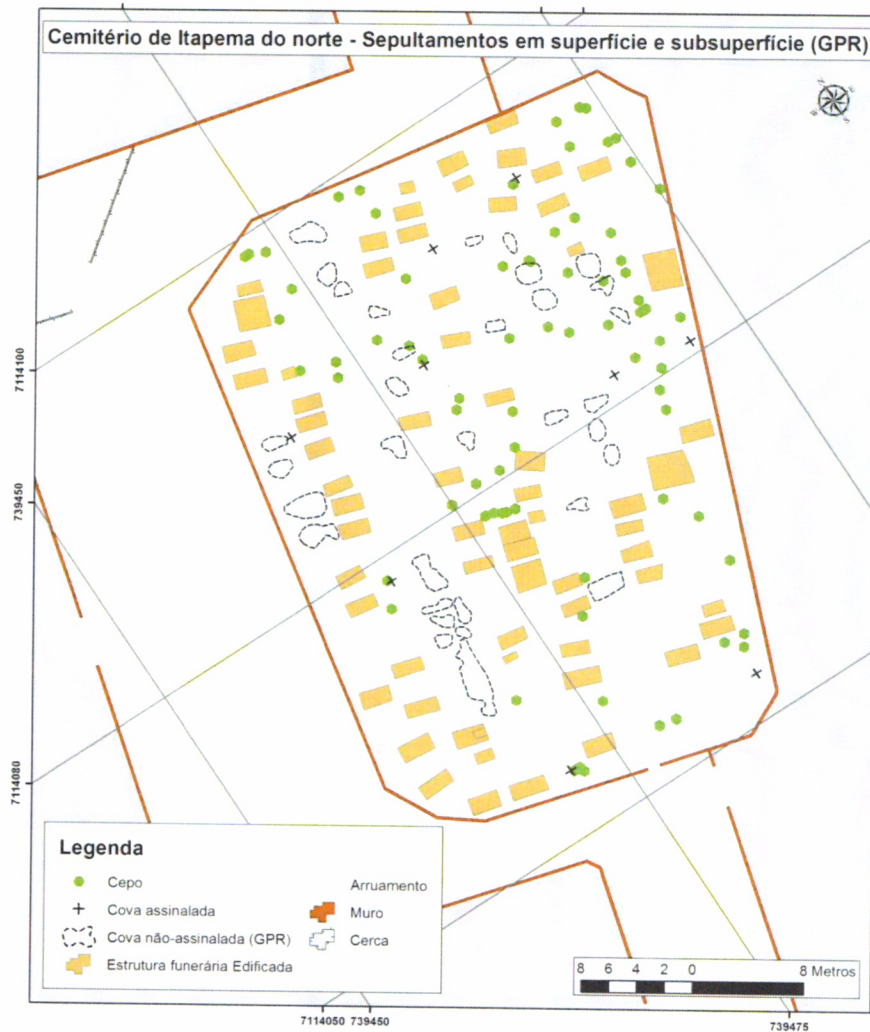 Cemitério de Itapema do norte - Sepultamentos em superfície e subsuperfície (GPR)
7114100
739450
7114080
Legenda
Cepo
Cova assinalada
Cova não-assinalada (GPR)
Estrutura funerária Edificada
Arruamento
Muro
Cerca
8 6 4 2 0 8 Metros
7114050 739450
739475